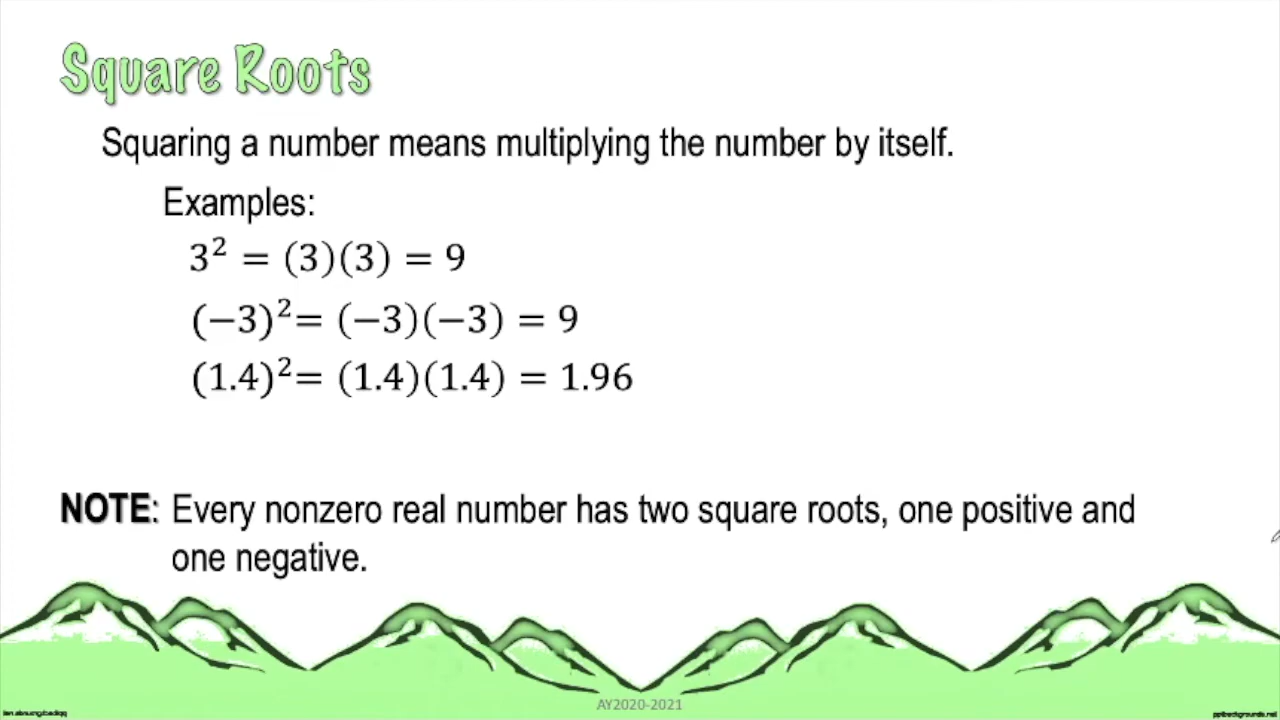 Square Roots
Squaring a number means multiplying the number by itself.
Examples:
3² = (3)(3) = 9
(−3)²= (−3)(−3) = 9
(1.4)²= (1.4)(1.4) = 1.96
NOTE: Every nonzero real number has two square roots, one positive and
one negative.
AY2020-2021
pptbackgrounds.net